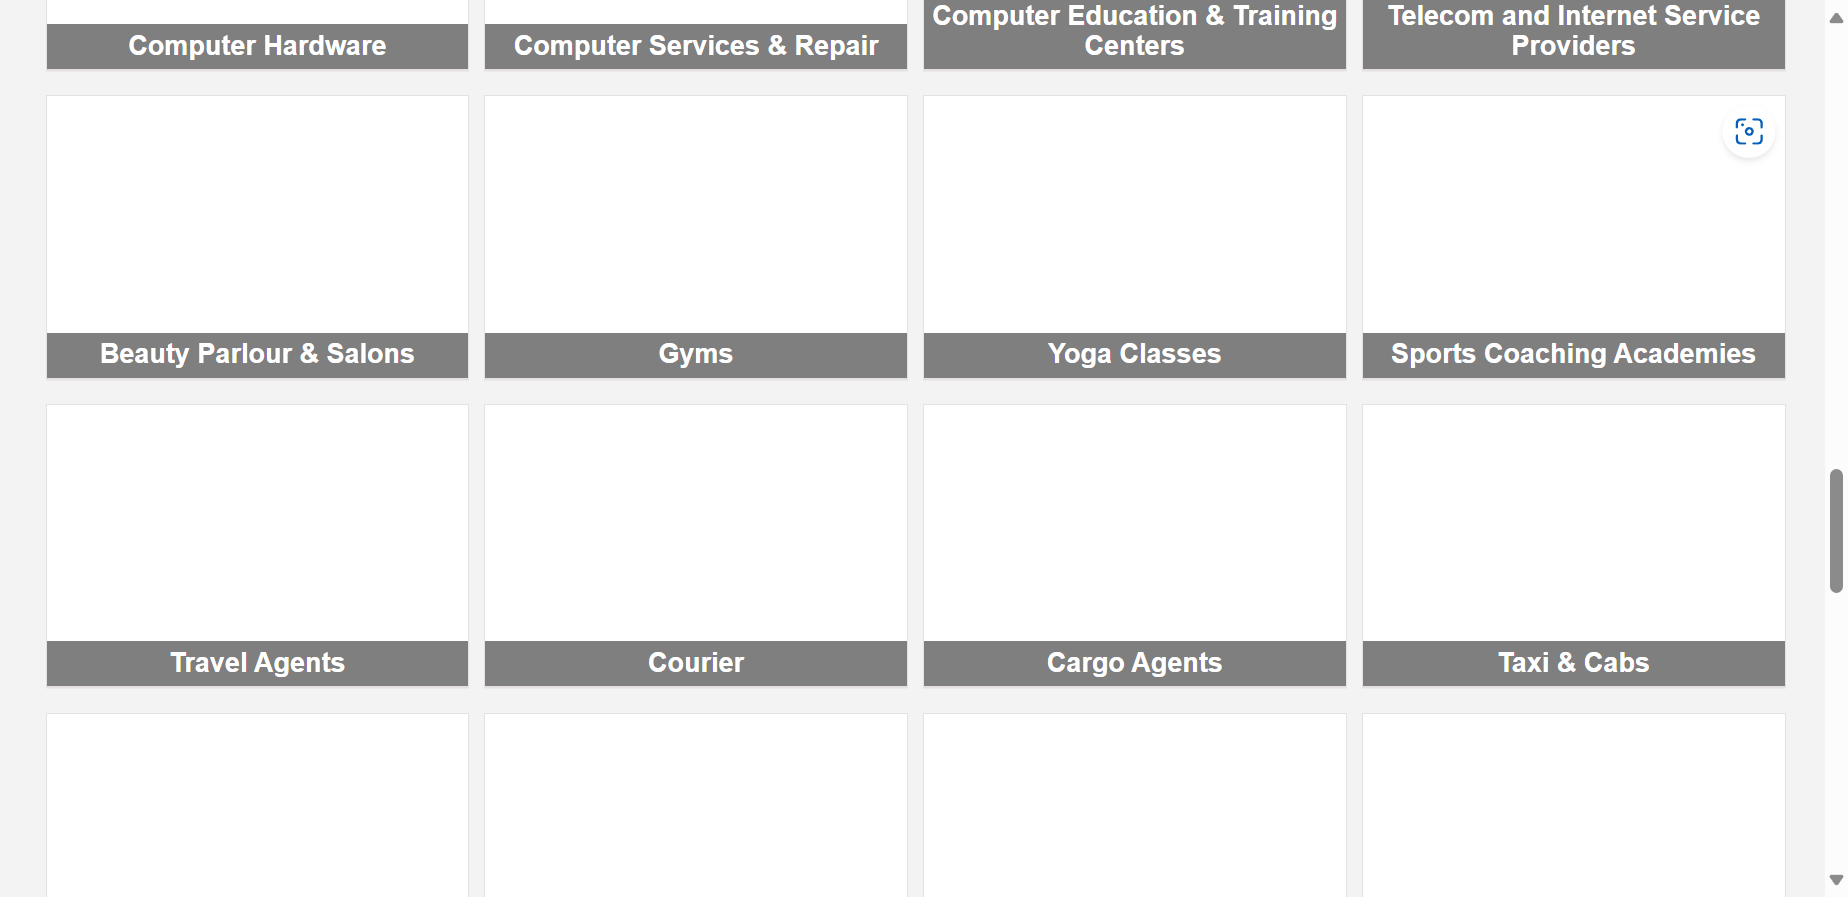 Computer Hardware
Computer Services & Repair
Computer Education & Training
Centers
Telecom and Internet Service
Providers
Beauty Parlour & Salons
Gyms
Yoga Classes
Sports Coaching Academies
Travel Agents
Courier
Cargo Agents
Taxi & Cabs